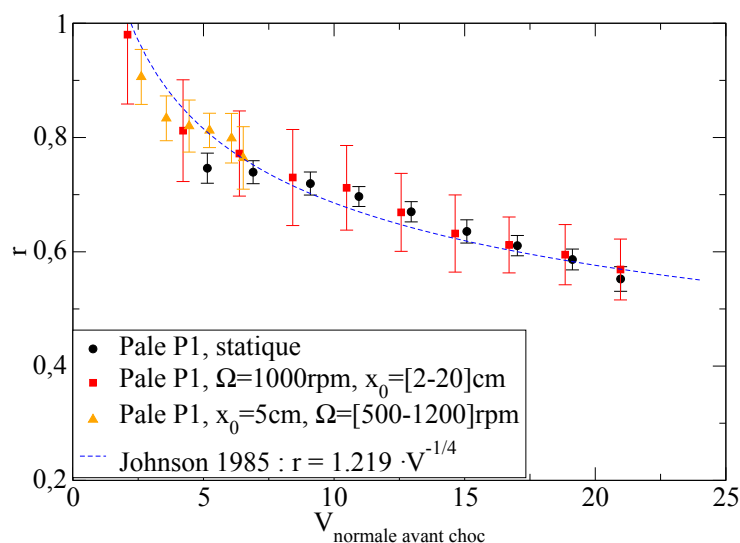 1
0,8
r
0,6
0,4
0,2
Pale P1, statique
Pale P1, Ω=1000rpm, x₀=[2-20]cm
Pale P1, x₀=5cm, Ω=[500-1200]rpm
Johnson 1985 : r = 1.219 ·V⁻¹/⁴
0 5 10 15 20 25
V normale avant choc